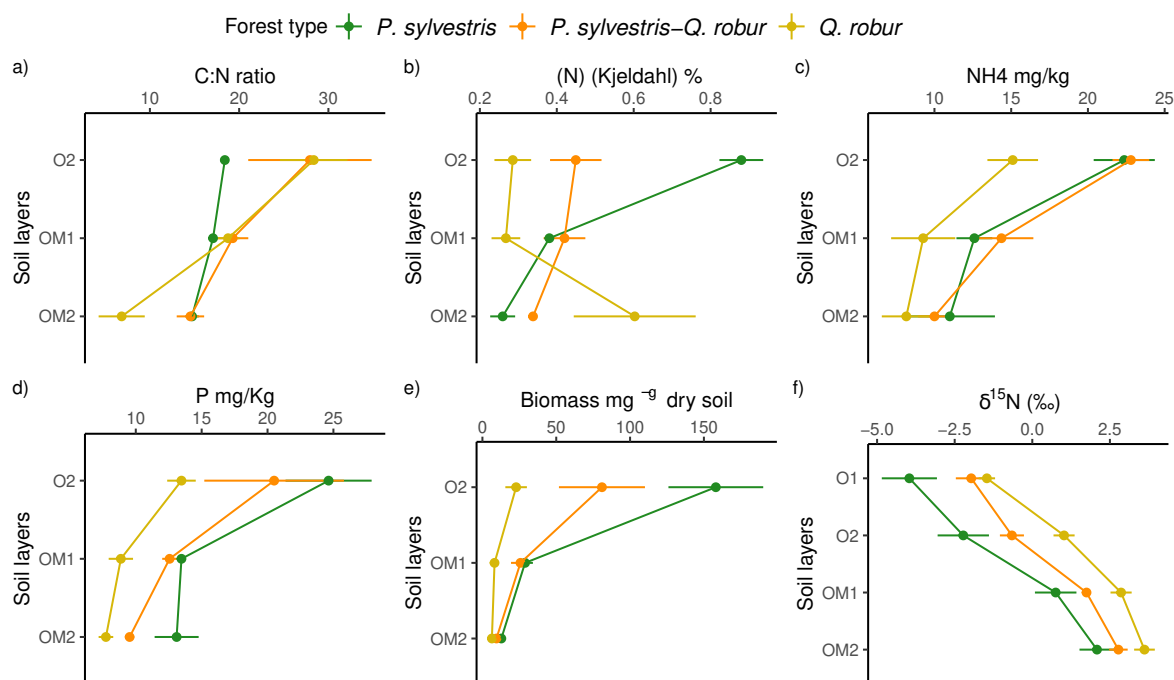 Forest type P. sylvestris P. sylvestris−Q. robur Q. robur
a) b) c)
C:N ratio (N) (Kjeldahl) % NH4 mg/kg
10 20 30 0.2 0.4 0.6 0.8 10 15 20 25
Soil layers O2 Soil layers O2 Soil layers O2
OM1 OM1 OM1
OM2 OM2 OM2
d) e) f)
P mg/Kg Biomass mg −g dry soil δ15N (‰)
10 15 20 25 0 50 100 150 −5.0 −2.5 0.0 2.5
Soil layers O2 Soil layers O2 Soil layers O1
O2
OM1 OM1 OM1
OM2 OM2 OM2